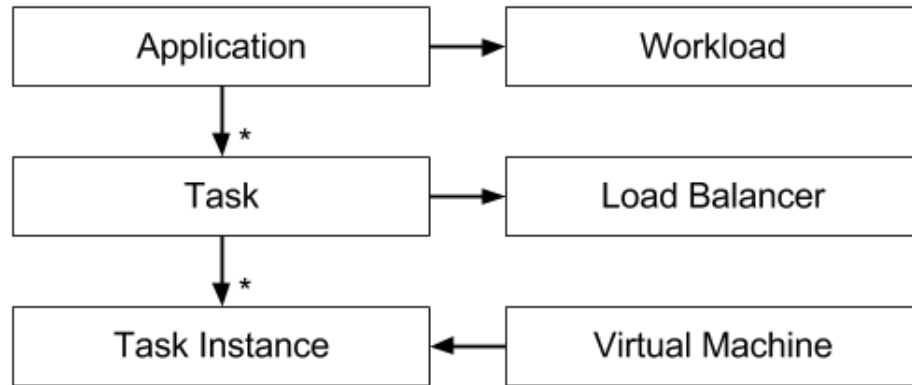 Application
Workload
*
Task
Load Balancer
*
Task Instance
Virtual Machine